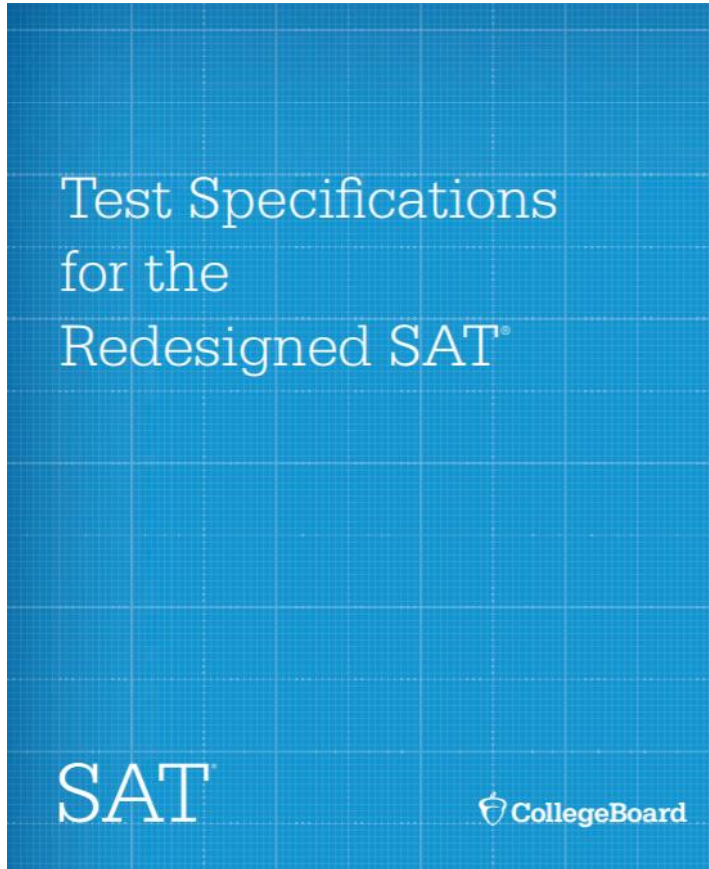 Test Specifications
for the
Redesigned SAT®
SAT®
CollegeBoard